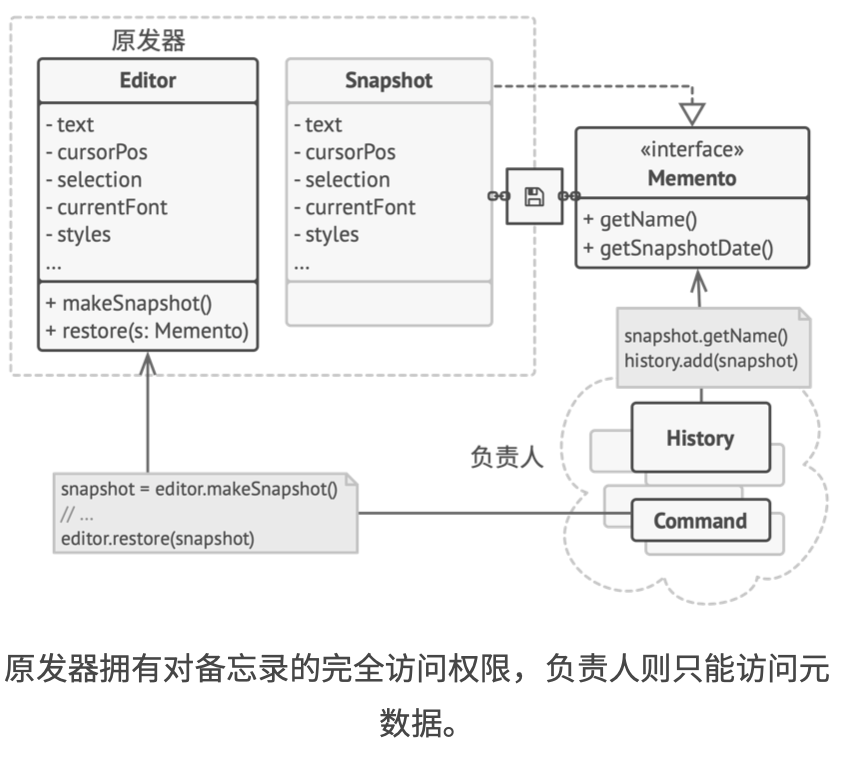 原发器
Editor
- text
- cursorPos
- selection
- currentFont
- styles
...
+ makeSnapshot()
+ restore(s: Memento)
Snapshot
- text
- cursorPos
- selection
- currentFont
- styles
...
«interface»
Memento
+ getName()
+ getSnapshotDate()
snapshot.getName()
history.add(snapshot)
负责人
History
Command
snapshot = editor.makeSnapshot()
// ...
editor.restore(snapshot)
原发器拥有对备忘录的完全访问权限，负责人则只能访问元
数据。